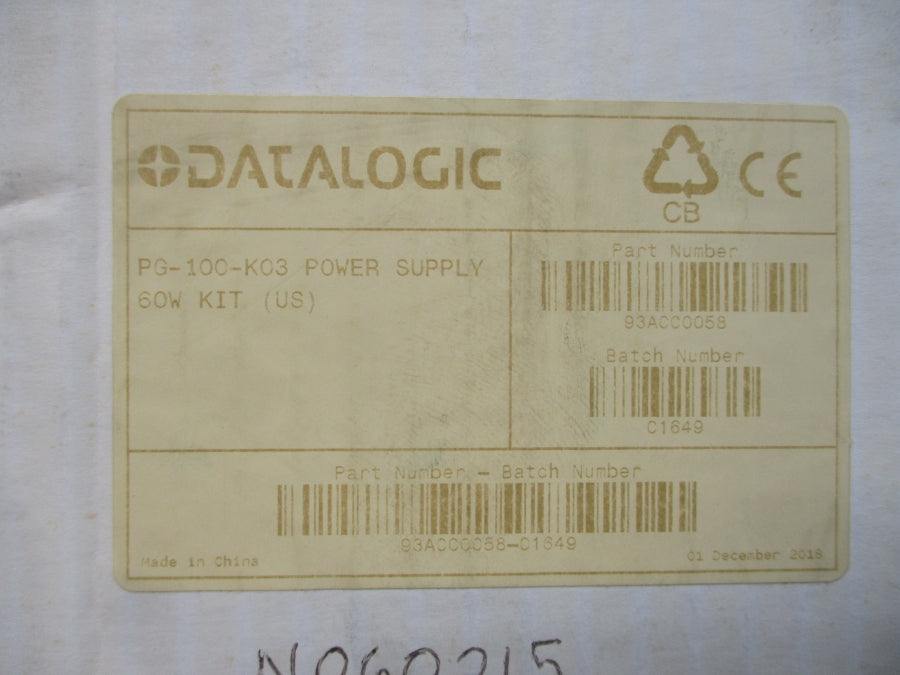 DATALOGIC
CB
CE
PG-100-K03 POWER SUPPLY
60W KIT (US)
Part Number
93ACC0058
Batch Number
C1649
Part Number - Batch Number
93ACC0058-C1649
Made in China
01 December 2018
N060215